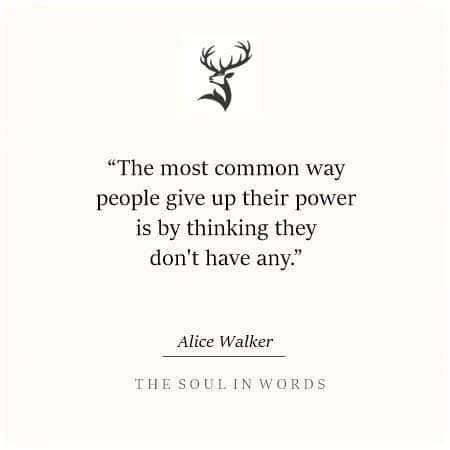 “The most common way
people give up their power
is by thinking they
don't have any.”
Alice Walker
THE SOUL IN WORDS